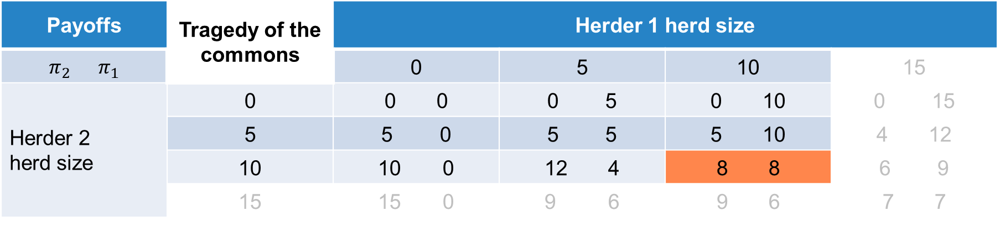 Payoffs Tragedy of the commons Herder 1 herd size
π₂ π₁ 0 5 10 15
Herder 2 herd size
0 0 0 0 5 0 10 0 15
5 5 0 5 5 5 10 4 12
10 10 0 12 4 8 8 6 9
15 15 0 9 6 9 6 7 7